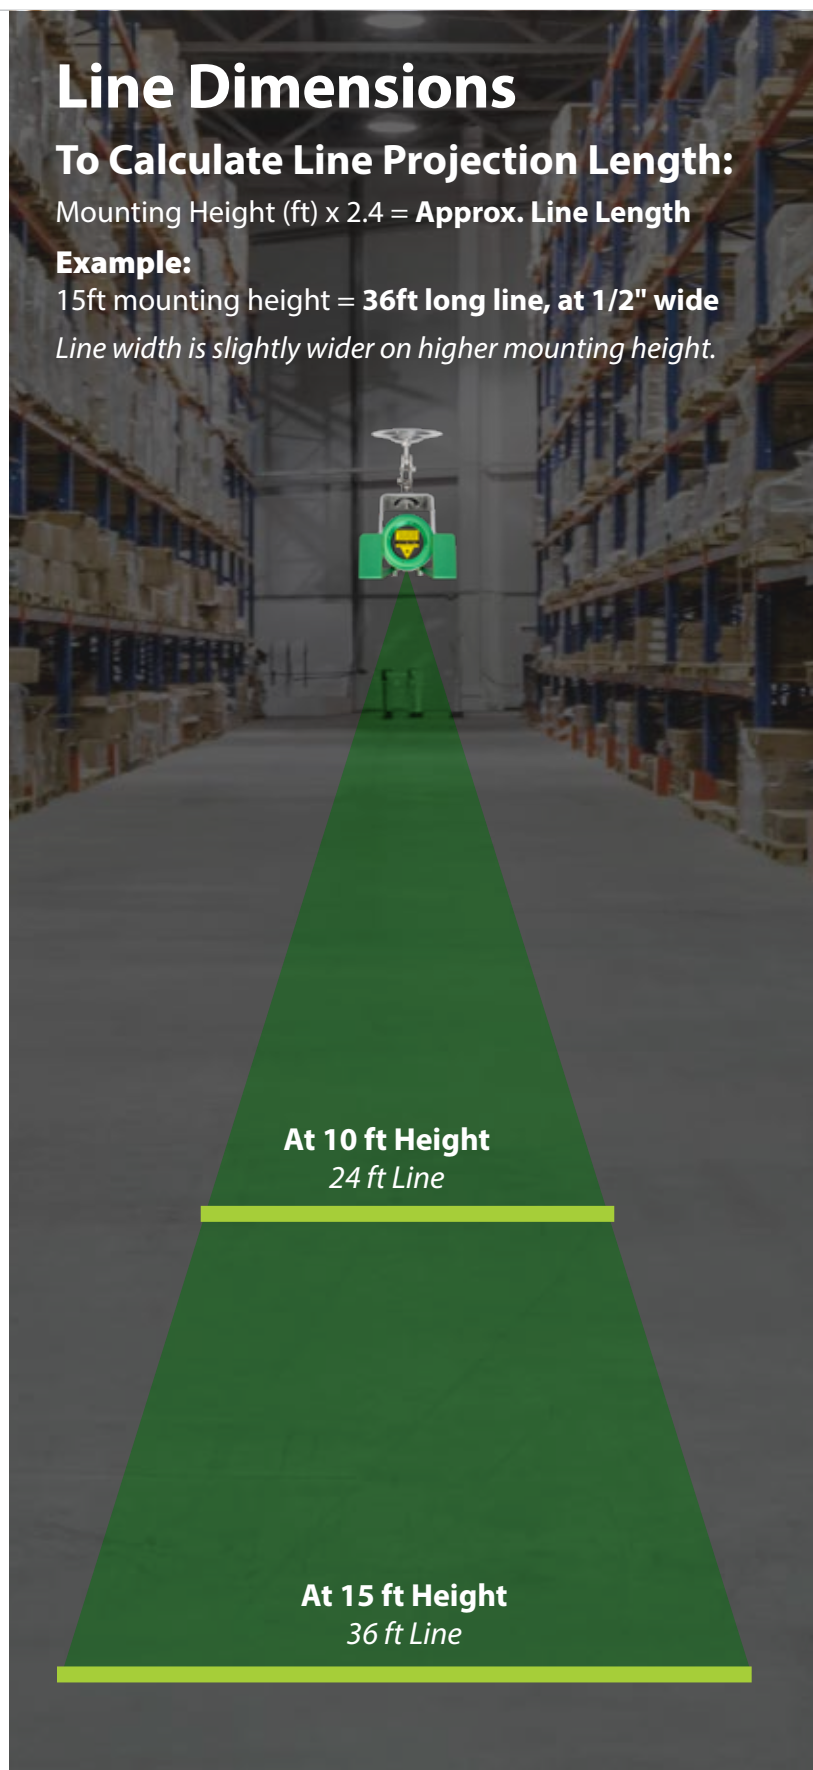 Line Dimensions
To Calculate Line Projection Length:
Mounting Height (ft) x 2.4 = Approx. Line Length
Example:
15ft mounting height = 36ft long line, at 1/2" wide
Line width is slightly wider on higher mounting height.
At 10 ft Height
24 ft Line
At 15 ft Height
36 ft Line